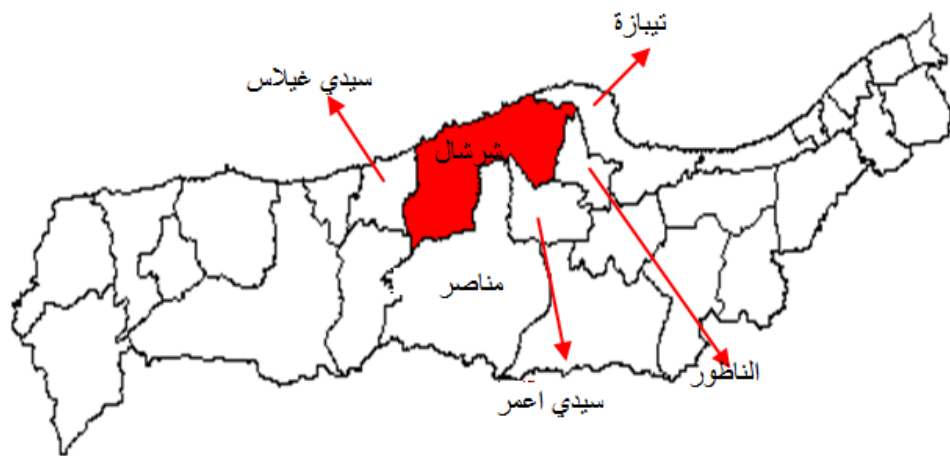 تيبازة
سيدي غيلاس
شرشال
مناصر
الناظور
سيدي اعمر